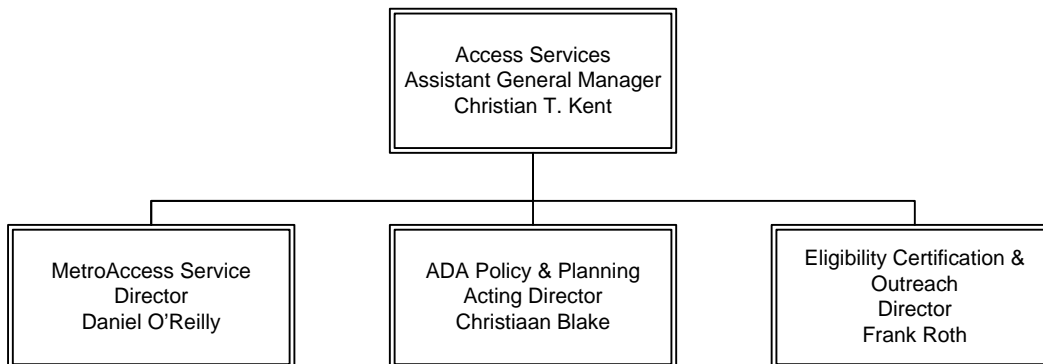 Access Services
Assistant General Manager
Christian T. Kent
MetroAccess Service
Director
Daniel O’Reilly
ADA Policy & Planning
Acting Director
Christiaan Blake
Eligibility Certification &
Outreach
Director
Frank Roth